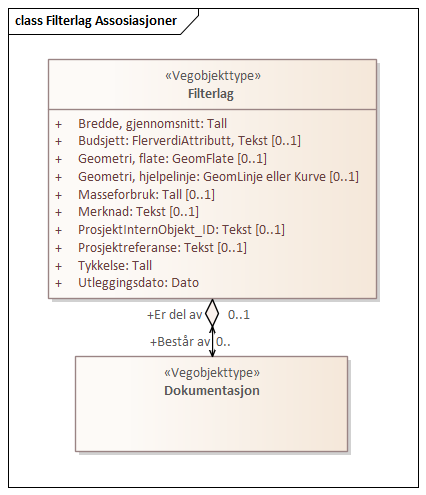 class Filterlag Assosiasjoner
«Vegobjekttype»
Filterlag
+ Bredde, gjennomsnitt: Tall
+ Budsjett: FlerverdiAttributt, Tekst [0..1]
+ Geometri, flate: GeomFlate [0..1]
+ Geometri, hjelpelinje: GeomLinje eller Kurve [0..1]
+ Masseforbruk: Tall [0..1]
+ Merknad: Tekst [0..1]
+ ProsjektInternObjekt_ID: Tekst [0..1]
+ Prosjektreferanse: Tekst [0..1]
+ Tykkelse: Tall
+ Utleggingsdato: Dato
+Er del av 0..1
+Består av 0..
«Vegobjekttype»
Dokumentasjon